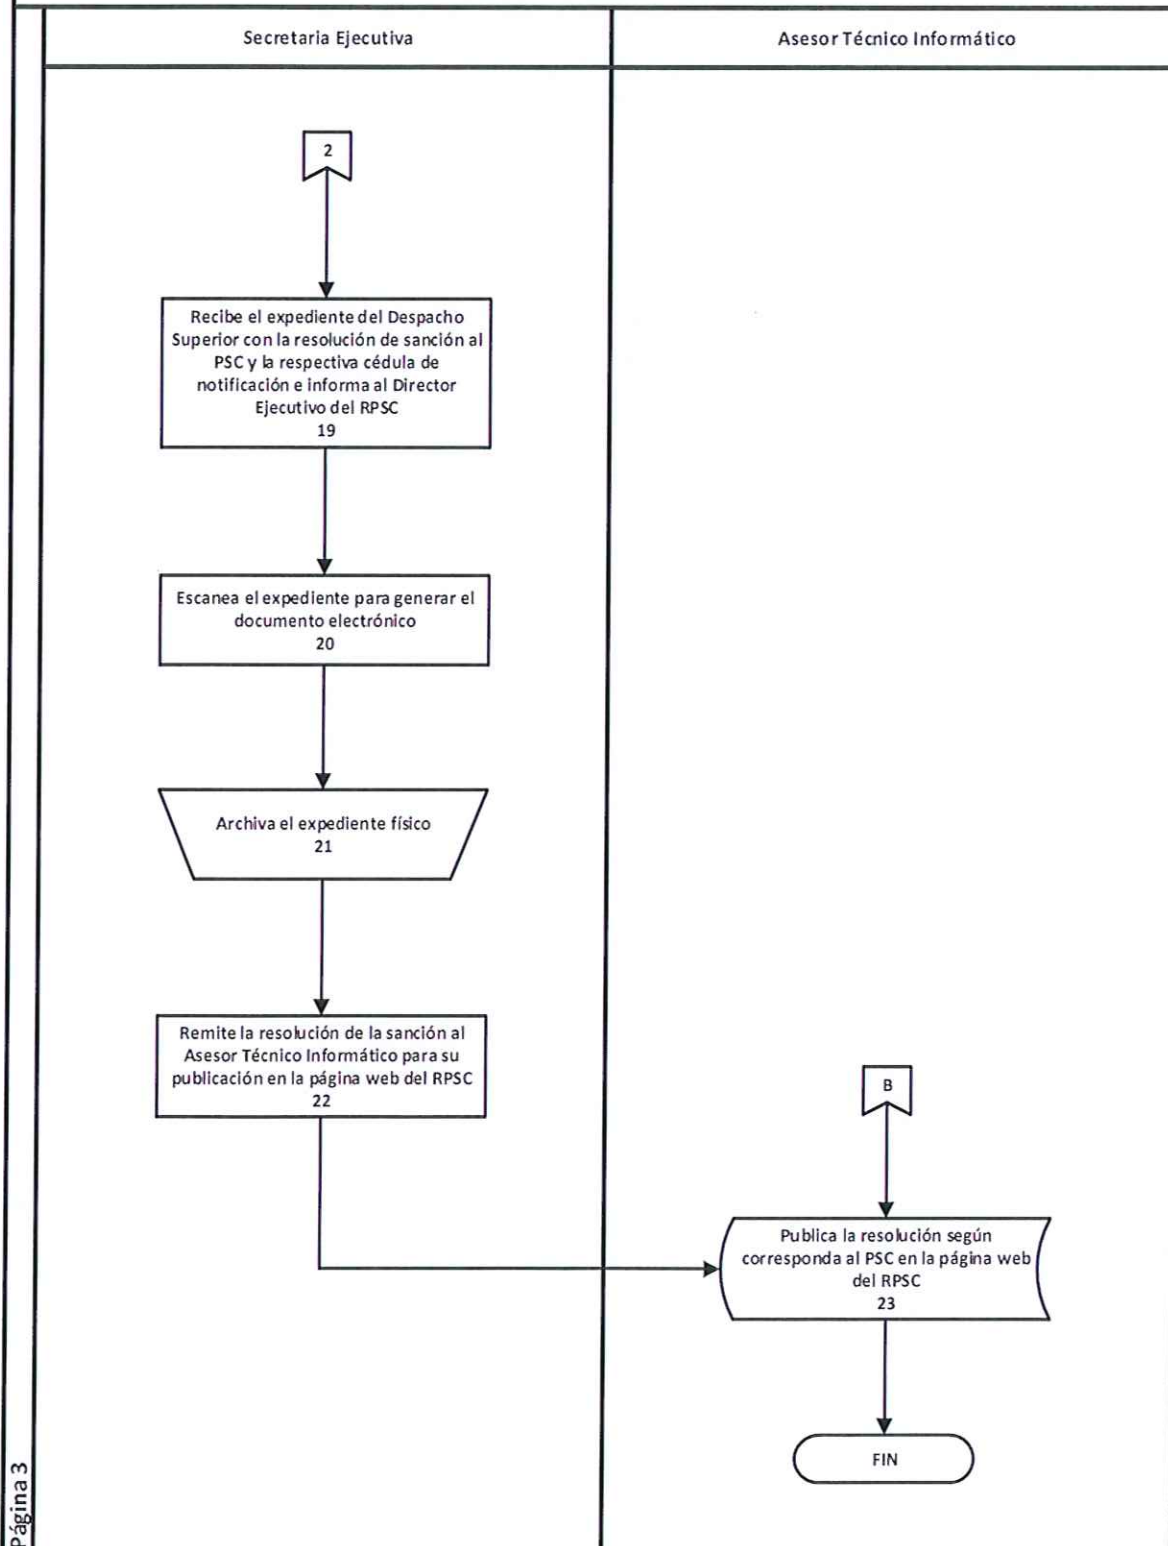 Secretaria Ejecutiva
Asesor Técnico Informático
2
Recibe el expediente del Despacho
Superior con la resolución de sanción al
PSC y la respectiva cédula de
notificación e informa al Director
Ejecutivo del RPSC
19
Escanea el expediente para generar el
documento electrónico
20
Archiva el expediente físico
21
Remite la resolución de la sanción al
Asesor Técnico Informático para su
publicación en la página web del RPSC
22
B
Publica la resolución según
corresponda al PSC en la página web
del RPSC
23
FIN
Página 3